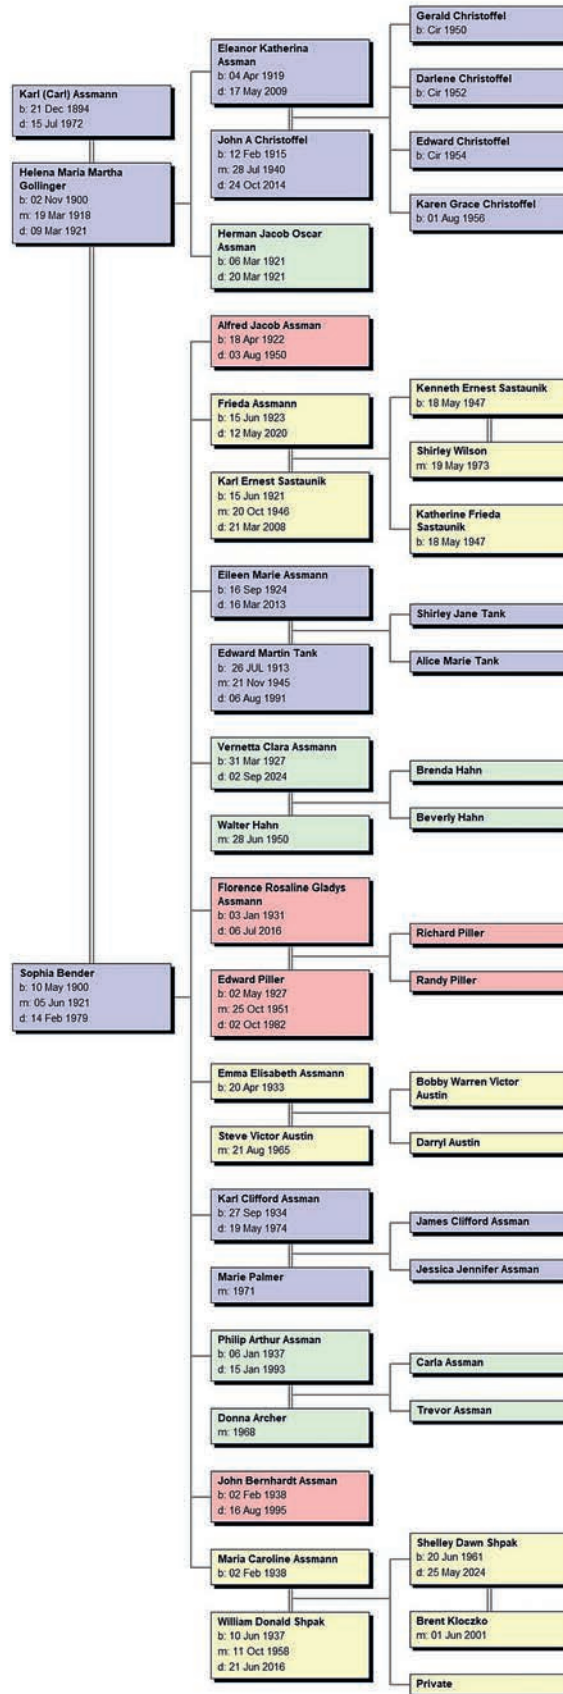 Karl (Carl) Assmann
b: 21 Dec 1894
d: 15 Jul 1972
Helena Maria Martha
Gollinger
b: 02 Nov 1900
m: 19 Mar 1918
d: 09 Mar 1921
Eleanor Katherina
Assman
b: 04 Apr 1919
d: 17 May 2009
John A Christoffel
b: 12 Feb 1915
m: 28 Jul 1940
d: 24 Oct 2014
Gerald Christoffel
b: Cir 1950
Darlene Christoffel
b: Cir 1952
Edward Christoffel
b: Cir 1954
Karen Grace Christoffel
b: 01 Aug 1956
Herman Jacob Oscar
Assman
b: 06 Mar 1921
d: 20 Mar 1921
Sophia Bender
b: 10 May 1900
m: 05 Jun 1921
d: 14 Feb 1979
Alfred Jacob Assman
b: 18 Apr 1922
d: 03 Aug 1950
Frieda Assmann
b: 15 Jun 1923
d: 12 May 2020
Karl Ernest Sastaunik
b: 15 Jun 1921
m: 20 Oct 1946
d: 21 Mar 2008
Kenneth Ernest Sastaunik
b: 18 May 1947
Shirley Wilson
m: 19 May 1973
Katherine Frieda
Sastaunik
b: 18 May 1947
Eileen Marie Assmann
b: 16 Sep 1924
d: 16 Mar 2013
Edward Martin Tank
b: 26 JUL 1913
m: 21 Nov 1945
d: 06 Aug 1991
Shirley Jane Tank
Alice Marie Tank
Vernetta Clara Assmann
b: 31 Mar 1927
d: 02 Sep 2024
Walter Hahn
m: 28 Jun 1950
Brenda Hahn
Beverly Hahn
Florence Rosaline Gladys
Assmann
b: 03 Jan 1931
d: 06 Jul 2016
Edward Piller
b: 02 May 1927
m: 25 Oct 1951
d: 02 Oct 1982
Richard Piller
Randy Piller
Emma Elisabeth Assmann
b: 20 Apr 1933
Steve Victor Austin
m: 21 Aug 1965
Bobby Warren Victor
Austin
Darryl Austin
Karl Clifford Assman
b: 27 Sep 1934
d: 19 May 1974
Marie Palmer
m: 1971
James Clifford Assman
Jessica Jennifer Assman
Philip Arthur Assman
b: 06 Jan 1937
d: 15 Jan 1993
Donna Archer
m: 1968
Carla Assman
Trevor Assman
John Bernhardt Assman
b: 02 Feb 1938
d: 16 Aug 1995
Maria Caroline Assmann
b: 02 Feb 1938
William Donald Shpak
b: 10 Jun 1937
m: 11 Oct 1958
d: 21 Jun 2016
Shelley Dawn Shpak
b: 20 Jun 1961
d: 25 May 2024
Brent Kloczko
m: 01 Jun 2001
Private